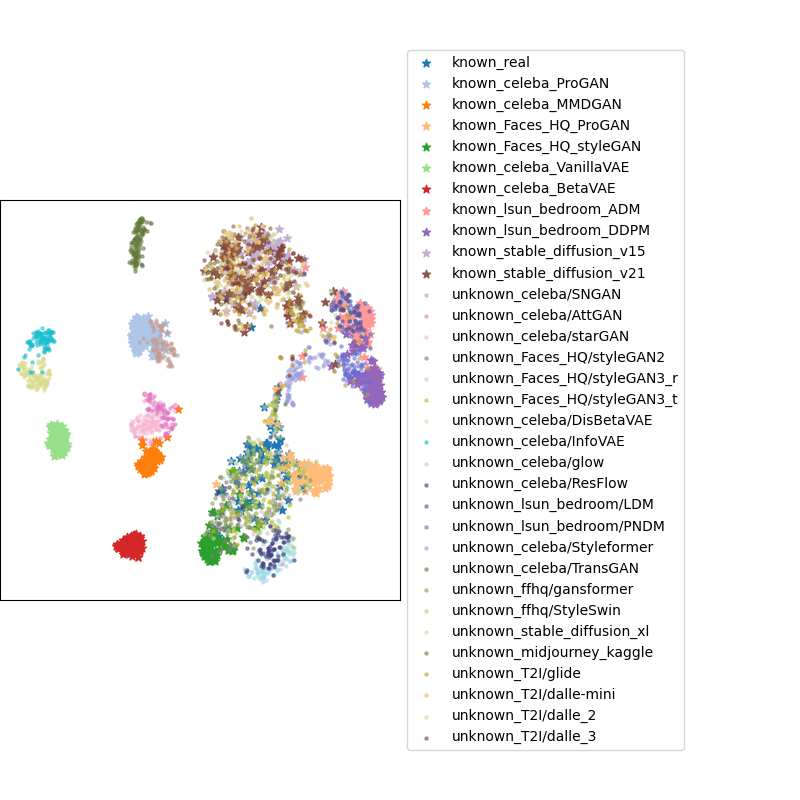 known_real
known_celeba_ProGAN
known_celeba_MMDGAN
known_Faces_HQ_ProGAN
known_Faces_HQ_styleGAN
known_celeba_VanillaVAE
known_celeba_BetaVAE
known_lsun_bedroom_ADM
known_lsun_bedroom_DDPM
known_stable_diffusion_v15
known_stable_diffusion_v21
unknown_celeba/SNGAN
unknown_celeba/AttGAN
unknown_celeba/starGAN
unknown_Faces_HQ/styleGAN2
unknown_Faces_HQ/styleGAN3_r
unknown_Faces_HQ/styleGAN3_t
unknown_celeba/DisBetaVAE
unknown_celeba/InfoVAE
unknown_celeba/glow
unknown_celeba/ResFlow
unknown_lsun_bedroom/LDM
unknown_lsun_bedroom/PNDM
unknown_celeba/Styleformer
unknown_celeba/TransGAN
unknown_ffhq/gansformer
unknown_ffhq/StyleSwin
unknown_stable_diffusion_xl
unknown_midjourney_kaggle
unknown_T2I/glide
unknown_T2I/dalle-mini
unknown_T2I/dalle_2
unknown_T2I/dalle_3